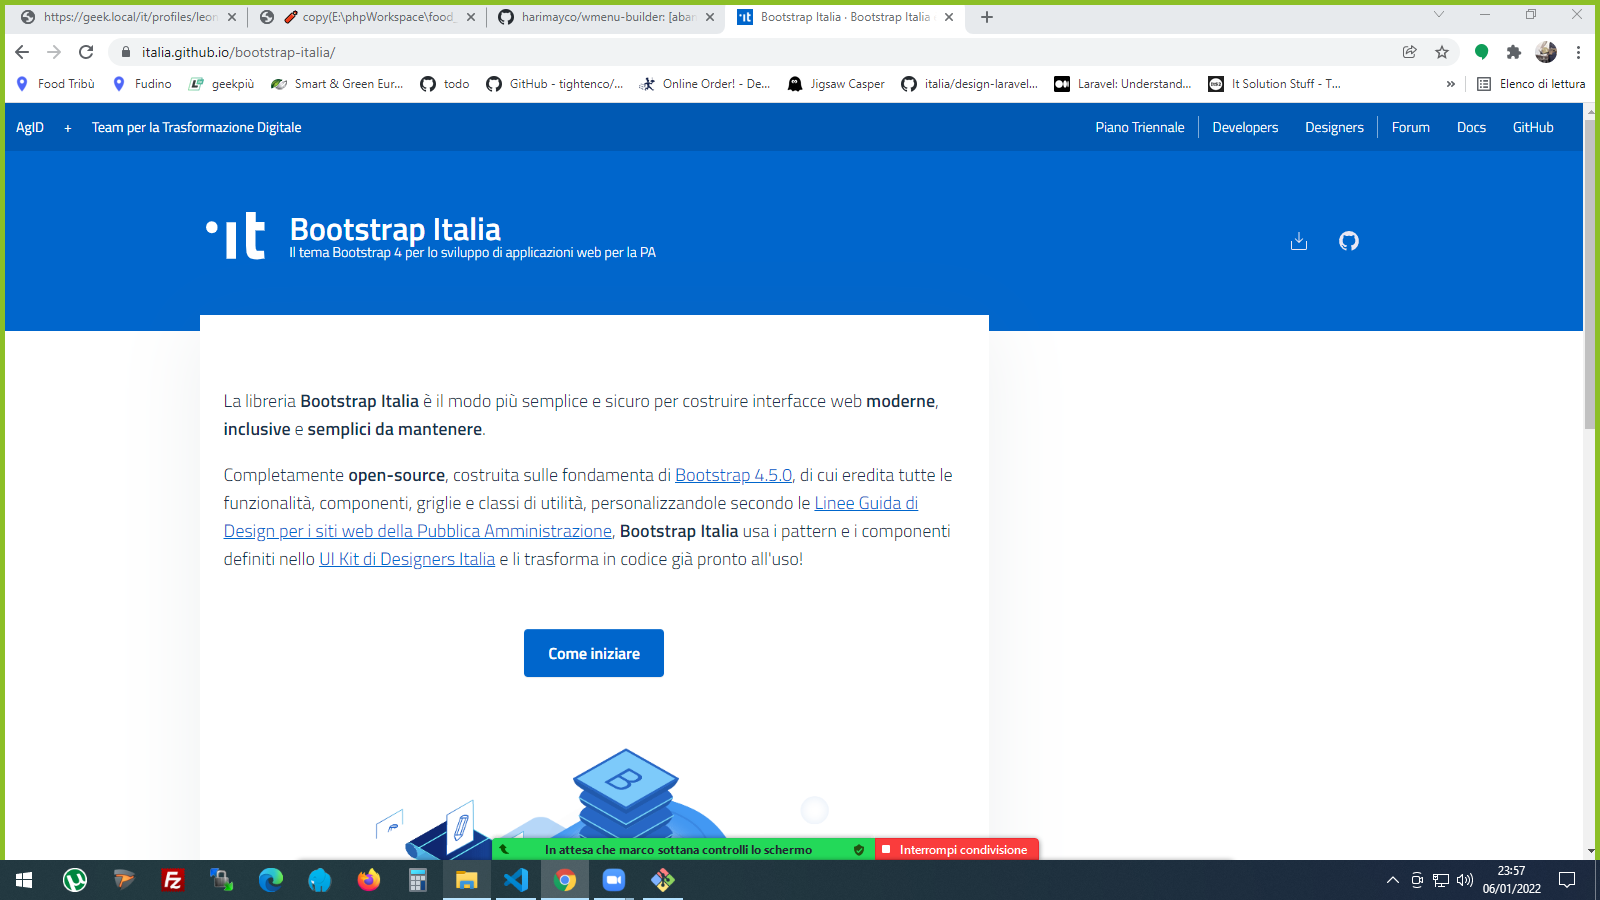 https://geek.local/it/profiles/leon
copy(E:\phpWorkspace\food_
harimayco/wmenu-builder: [aban
Bootstrap Italia · Bootstrap Italia
italia.github.io/bootstrap-italia/
Food Tribù
Fudino
geekpiù
Smart & Green Eur...
todo
GitHub - tightenco/...
Online Order! - De...
Jigsaw Casper
italia/design-laravel...
Laravel: Understand...
It Solution Stuff - T...
»
Elenco di lettura
AgID + Team per la Trasformazione Digitale
Piano Triennale Developers Designers Forum Docs GitHub
it
Bootstrap Italia
Il tema Bootstrap 4 per lo sviluppo di applicazioni web per la PA
La libreria Bootstrap Italia è il modo più semplice e sicuro per costruire interfacce web moderne,
inclusive e semplici da mantenere.
Completamente open-source, costruita sulle fondamenta di Bootstrap 4.5.0, di cui eredita tutte le
funzionalità, componenti, griglie e classi di utilità, personalizzandole secondo le Linee Guida di
Design per i siti web della Pubblica Amministrazione, Bootstrap Italia usa i pattern e i componenti
definiti nello UI Kit di Designers Italia e li trasforma in codice già pronto all'uso!
Come iniziare
B
In attesa che marco sottana controlli lo schermo
Interrompi condivisione
23:57
06/01/2022